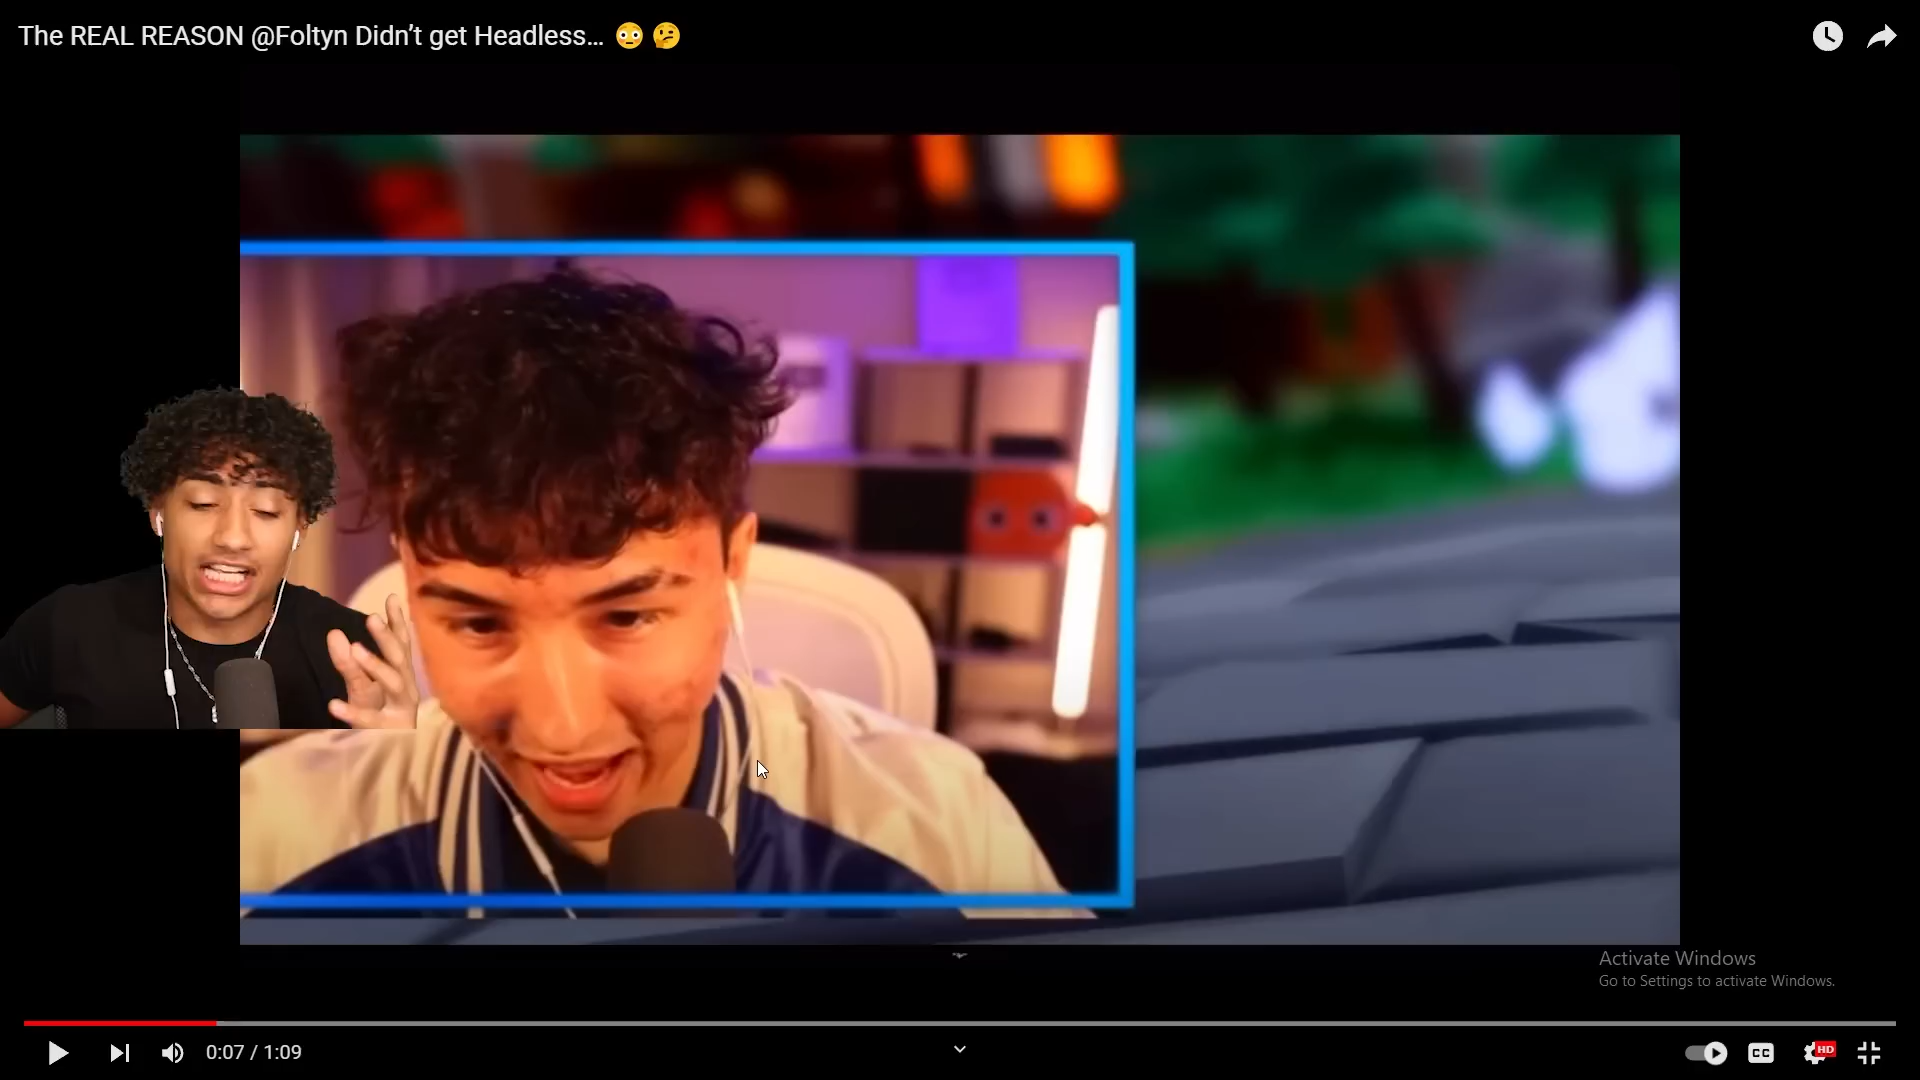 The REAL REASON @Foltyn Didn’t get Headless... 😳 🤔
Activate Windows
Go to Settings to activate Windows.
0:07 / 1:09
CC
HD